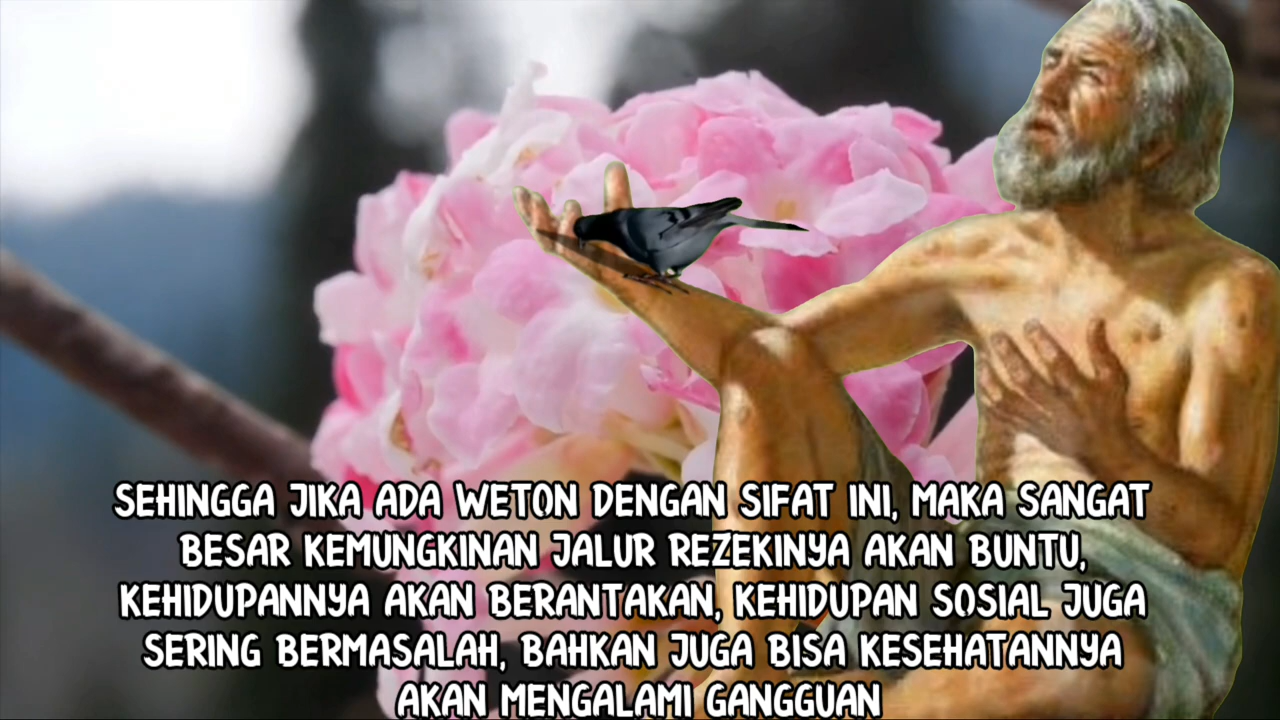 SEHINGGA JIKA ADA WETON DENGAN SIFAT INI, MAKA SANGAT
BESAR KEMUNGKINAN JALUR REZEKINYA AKAN BUNTU,
KEHIDUPANNYA AKAN BERANTAKAN, KEHIDUPAN SOSIAL JUGA
SERING BERMASALAH, BAHKAN JUGA BISA KESEHATANNYA
AKAN MENGALAMI GANGGUAN